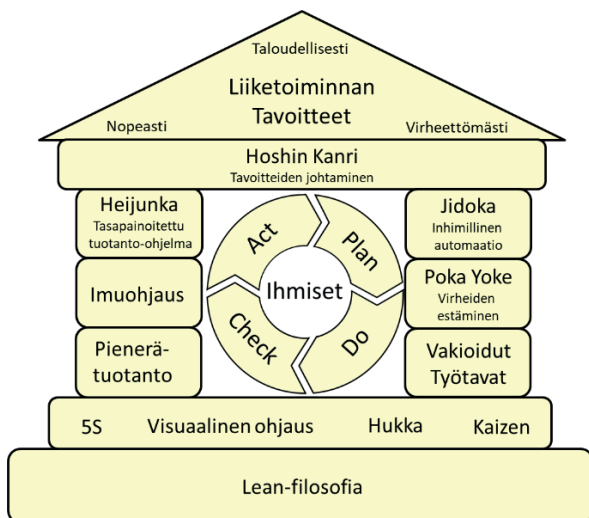 Taloudellisesti
Liiketoiminnan
Tavoitteet
Nopeasti
Virheettömästi
Hoshin Kanri
Tavoitteiden johtaminen
Heijunka
Tasapainoitettu
tuotanto-ohjelma
Imuohjaus
Pienerä-
tuotanto
Act
Plan
Ihmiset
Check
Do
Jidoka
Inhimillinen
automaatio
Poka Yoke
Virheiden
estäminen
Vakioidut
Työtavat
5S Visuaalinen ohjaus Hukka Kaizen
Lean-filosofia